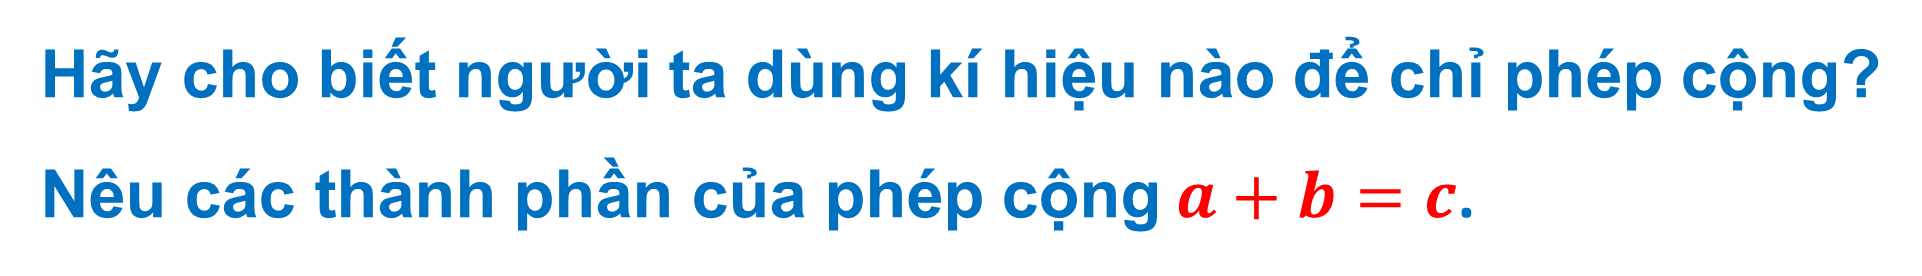 Hãy cho biết người ta dùng kí hiệu nào để chỉ phép cộng?
Nêu các thành phần của phép cộng a + b = c.